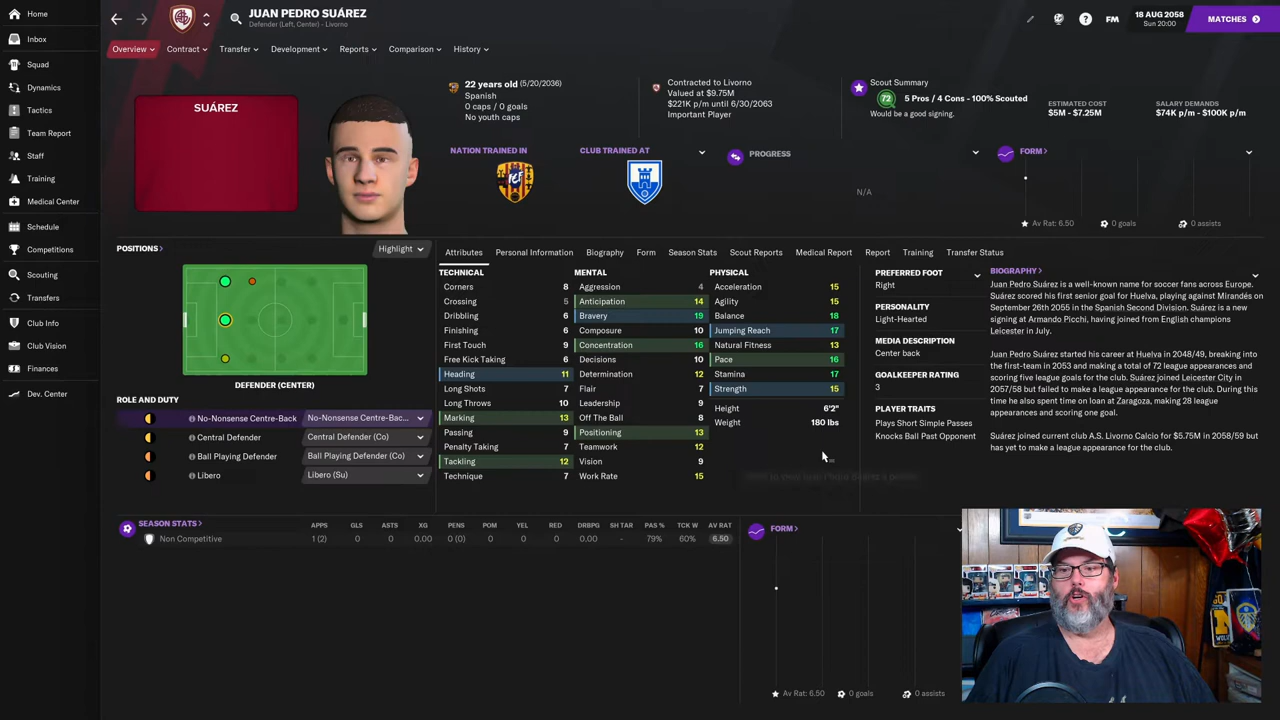 Home
Inbox
Squad
Dynamics
Tactics
Team Report
Staff
Training
Medical Center
Schedule
Competitions
Scouting
Transfers
Club Info
Club Vision
Finances
Dev. Center
JUAN PEDRO SUÁREZ
Defender (Left, Center) - Livorno
FM
18 AUG 2058
Sun 20:00
MATCHES
Overview
Contract
Transfer
Development
Reports
Comparison
History
SUÁREZ
22 years old (5/20/2036)
Spanish
0 caps / 0 goals
No youth caps
Contracted to Livorno
Valued at $9.75M
$221K p/m until 6/30/2063
Important Player
Scout Summary
72
5 Pros / 4 Cons - 100% Scouted
Would be a good signing.
ESTIMATED COST
$5M - $7.25M
SALARY DEMANDS
$74K p/m - $100K p/m
NATION TRAINED IN
CLUB TRAINED AT
PROGRESS
N/A
FORM
Av Rat: 6.50
0 goals
0 assists
POSITIONS
Highlight
DEFENDER (CENTER)
ROLE AND DUTY
No-Nonsense Centre-Back
No-Nonsense Centre-Bac...
Central Defender
Central Defender (Co)
Ball Playing Defender
Ball Playing Defender (Co)
Libero
Libero (Su)
Attributes
Personal Information
Biography
Form
Season Stats
Scout Reports
Medical Report
Report
Training
Transfer Status
TECHNICAL
Corners 8
Crossing 5
Dribbling 6
Finishing 6
First Touch 9
Free Kick Taking 6
Heading 11
Long Shots 7
Long Throws 10
Marking 13
Passing 9
Penalty Taking 7
Tackling 12
Technique 7
MENTAL
Aggression 4
Anticipation 14
Bravery 19
Composure 10
Concentration 16
Decisions 10
Determination 12
Flair 7
Leadership 9
Off The Ball 8
Positioning 13
Teamwork 12
Vision 9
Work Rate 15
PHYSICAL
Acceleration 15
Agility 15
Balance 18
Jumping Reach 17
Natural Fitness 13
Pace 16
Stamina 17
Strength 15
Height 6'2"
Weight 180 lbs
PREFERRED FOOT
Right
PERSONALITY
Light-Hearted
MEDIA DESCRIPTION
Center back
GOALKEEPER RATING
3
PLAYER TRAITS
Plays Short Simple Passes
Knocks Ball Past Opponent
BIOGRAPHY
Juan Pedro Suárez is a well-known name for soccer fans across Europe.
Suárez scored his first senior goal for Huelva, playing against Mirandés on
September 26th 2055 in the Spanish Second Division. Suárez is a new
signing at Armando Picchi, having joined from English champions
Leicester in July.
Juan Pedro Suárez started his career at Huelva in 2048/49, breaking into
the first-team in 2053 and making a total of 72 league appearances and
scoring five league goals for the club. Suárez joined Leicester City in
2057/58 but failed to make a league appearance for the club. During this
time he also spent time on loan at Zaragoza, making 28 league
appearances and scoring one goal.
Suárez joined current club A.S. Livorno Calcio for $5.75M in 2058/59 but
has yet to make a league appearance for the club.
SEASON STATS
APPS GLS ASTS XG PENS POM YEL RED DRBPG SH TAR PAS % TCK W AV RAT
Non Competitive 1 (2) 0 0 0.00 0 (0) 0 0 0 0.00 - 79% 60% 6.50
FORM
Av Rat: 6.50
0 goals
0 assists